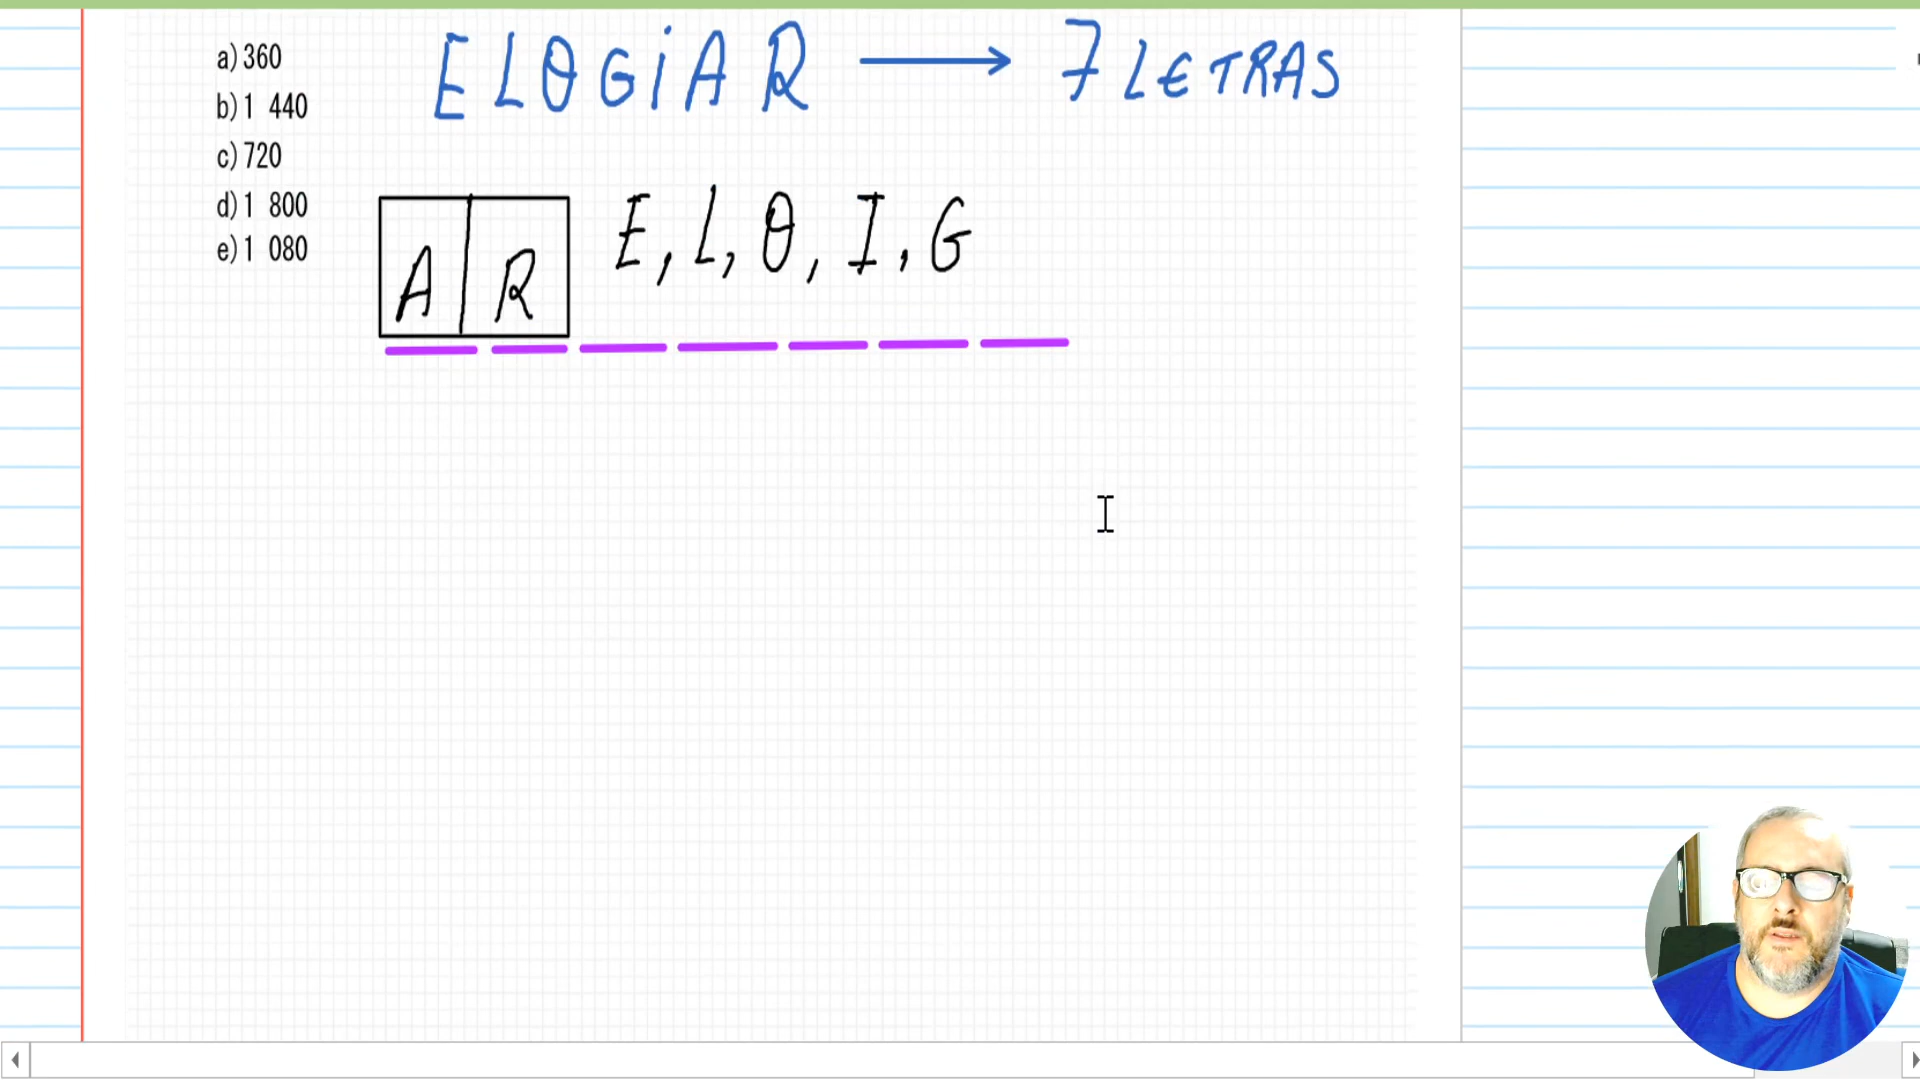 a) 360
b) 1 440
c) 720
d) 1 800
e) 1 080
ELOGiAR → 7 LETRAS
A | R E, L, O, I, G